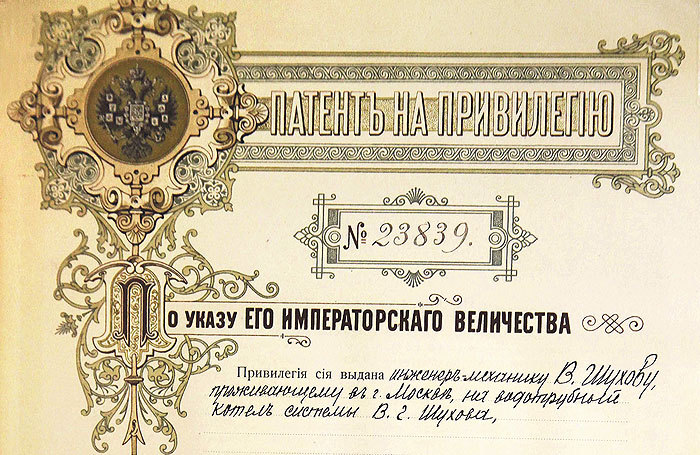 ПАТЕНТЪ НА ПРИВИЛЕГІЮ
№ 23839.
ПО УКАЗУ ЕГО ИМПЕРАТОРСКАГО ВЕЛИЧЕСТВА
Привилегія сія выдана инженеръ-механику В. Шухову,
проживающему въ г. Москвѣ, на водотрубный
котелъ системы В. Г. Шухова,